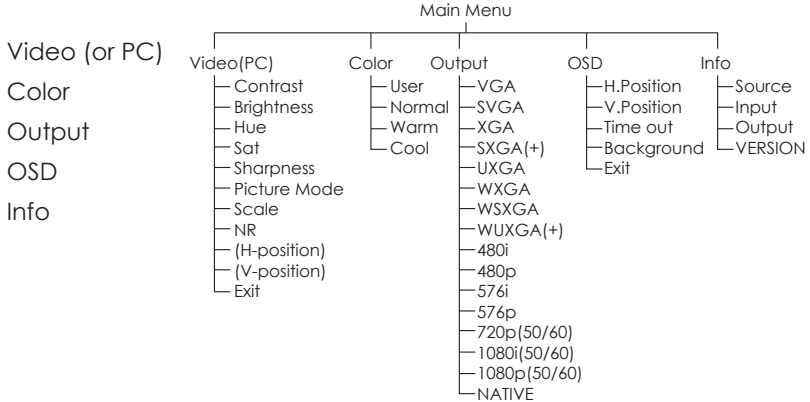 Main Menu
Video (or PC)
Color
Output
OSD
Info
Video(PC)
Contrast
Brightness
Hue
Sat
Sharpness
Picture Mode
Scale
NR
(H-position)
(V-position)
Exit
Color
User
Normal
Warm
Cool
Output
VGA
SVGA
XGA
SXGA(+)
UXGA
WXGA
WSXGA
WUXGA(+)
480i
480p
576i
576p
720p(50/60)
1080i(50/60)
1080p(50/60)
NATIVE
OSD
H.Position
V.Position
Time out
Background
Exit
Info
Source
Input
Output
VERSION